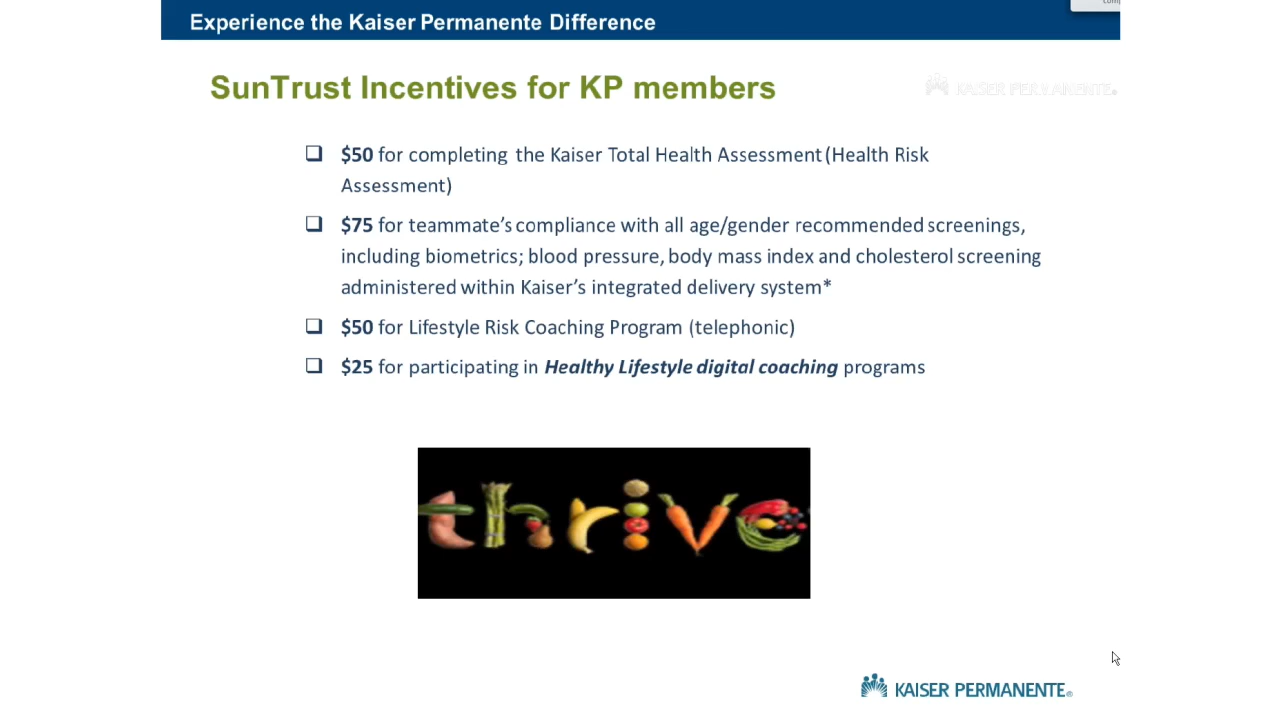 Experience the Kaiser Permanente Difference
SunTrust Incentives for KP members
KAISER PERMANENTE®
❑ $50 for completing the Kaiser Total Health Assessment (Health Risk
Assessment)
❑ $75 for teammate's compliance with all age/gender recommended screenings,
including biometrics; blood pressure, body mass index and cholesterol screening
administered within Kaiser's integrated delivery system*
❑ $50 for Lifestyle Risk Coaching Program (telephonic)
❑ $25 for participating in Healthy Lifestyle digital coaching programs
thrive
KAISER PERMANENTE®